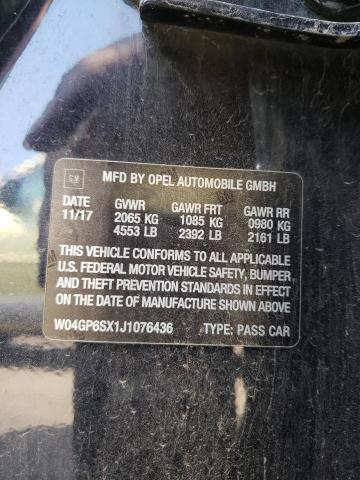 GM MFD BY OPEL AUTOMOBILE GMBH
DATE GVWR GAWR FRT GAWR RR
11/17 2065 KG 1085 KG 0980 KG
4553 LB 2392 LB 2161 LB
THIS VEHICLE CONFORMS TO ALL APPLICABLE
U.S. FEDERAL MOTOR VEHICLE SAFETY, BUMPER
AND THEFT PREVENTION STANDARDS IN EFFECT
ON THE DATE OF MANUFACTURE SHOWN ABOVE
W04GP6SX1J1076436 TYPE: PASS CAR